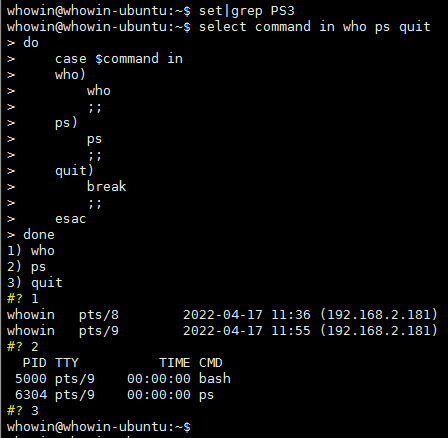 whowin@whowin-ubuntu:~$ set|grep PS3
whowin@whowin-ubuntu:~$ select command in who ps quit
> do
>     case $command in
>     who)
>         who
>         ;;
>     ps)
>         ps
>         ;;
>     quit)
>         break
>         ;;
>     esac
> done
1) who
2) ps
3) quit
#? 1
whowin   pts/8        2022-04-17 11:36 (192.168.2.181)
whowin   pts/9        2022-04-17 11:55 (192.168.2.181)
#? 2
  PID TTY          TIME CMD
 5000 pts/9    00:00:00 bash
 6304 pts/9    00:00:00 ps
#? 3
whowin@whowin-ubuntu:~$